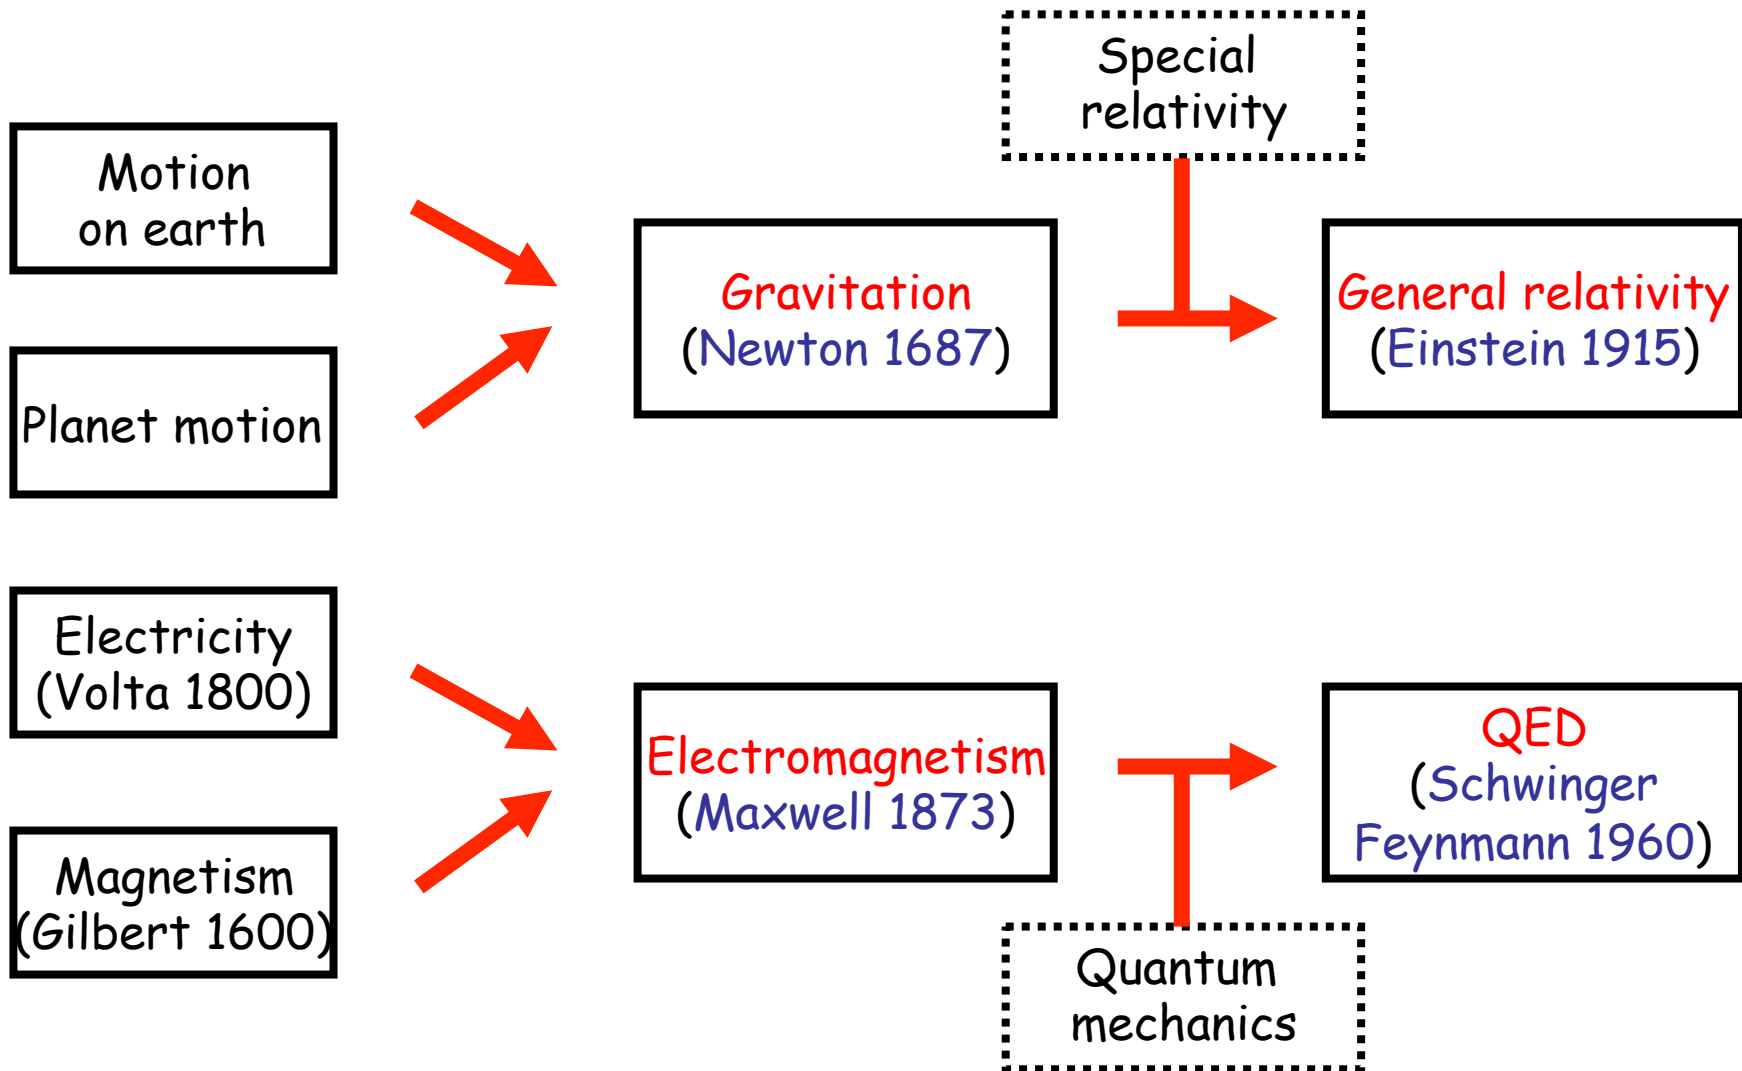 Special
relativity
Motion
on earth
Gravitation
(Newton 1687)
General relativity
(Einstein 1915)
Planet motion
Electricity
(Volta 1800)
Electromagnetism
(Maxwell 1873)
QED
(Schwinger
Feynmann 1960)
Magnetism
(Gilbert 1600)
Quantum
mechanics